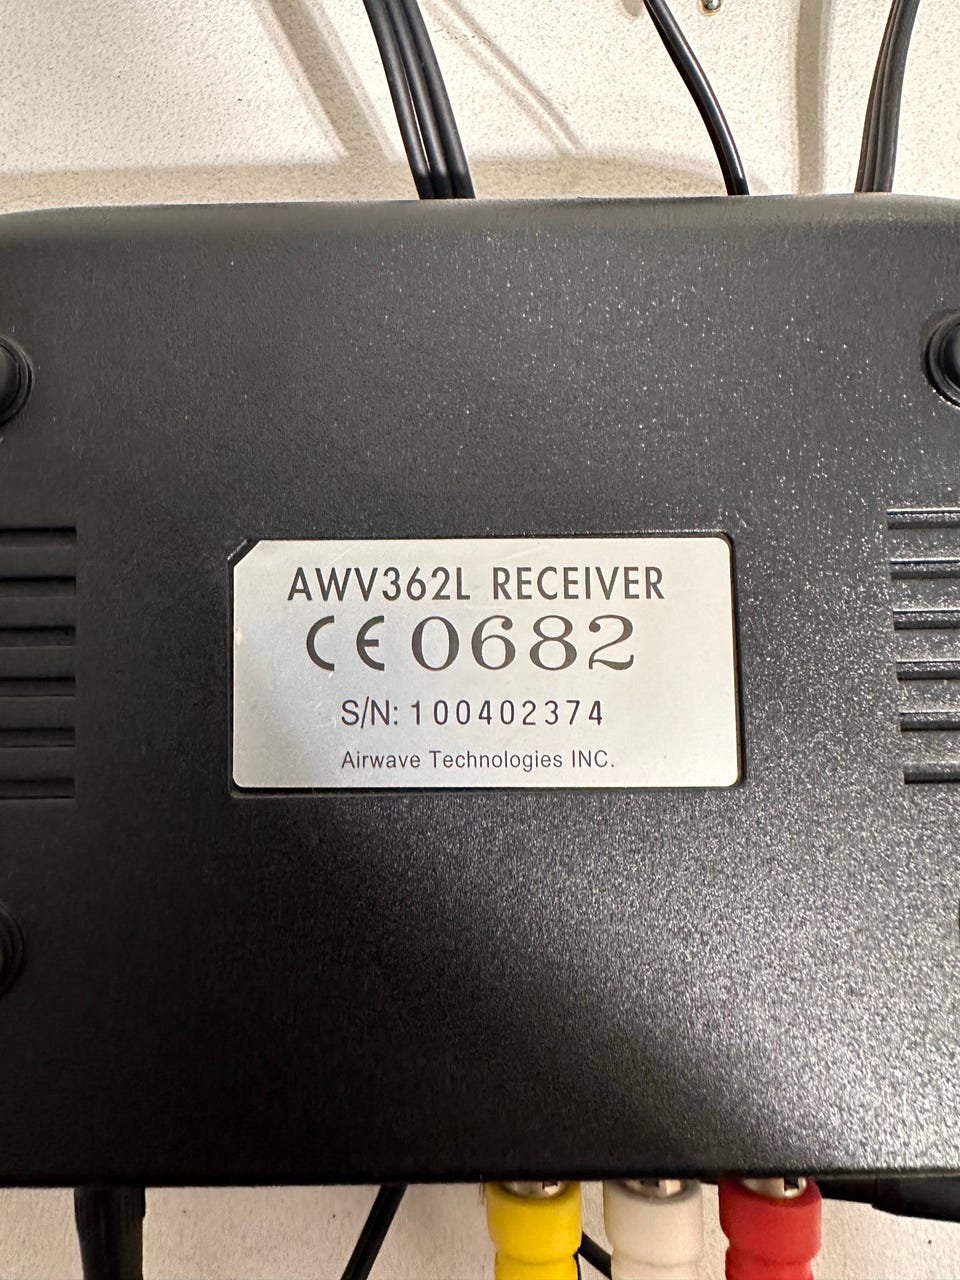 AWV362L RECEIVER
CE 0682
S/N: 100402374
Airwave Technologies INC.